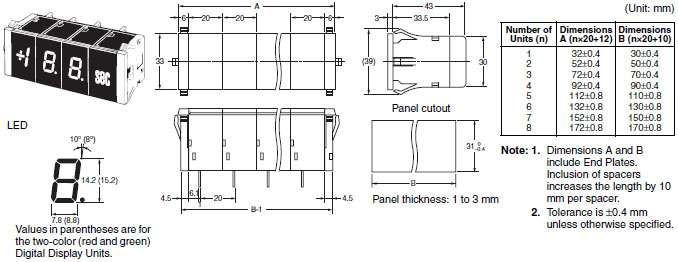 (Unit: mm)
A
6
20
20
20
6
33
43
3
33.5
(39)
30
+1 8. 8. SEC
LED
10° (8°)
14.2 (15.2)
7.8 (8.8)
Values in parentheses are for
the two-color (red and green)
Digital Display Units.
4.5
6.1
20
4.5
B-1
Panel cutout
31 0 -0.4
B
Panel thickness: 1 to 3 mm
Number of Units (n) Dimensions A (n×20+12) Dimensions B (n×20+10)
1 32±0.4 30±0.4
2 52±0.4 50±0.4
3 72±0.4 70±0.4
4 92±0.4 90±0.4
5 112±0.8 110±0.8
6 132±0.8 130±0.8
7 152±0.8 150±0.8
8 172±0.8 170±0.8
Note: 1. Dimensions A and B
include End Plates.
Inclusion of spacers
increases the length by 10
mm per spacer.
2. Tolerance is ±0.4 mm
unless otherwise specified.